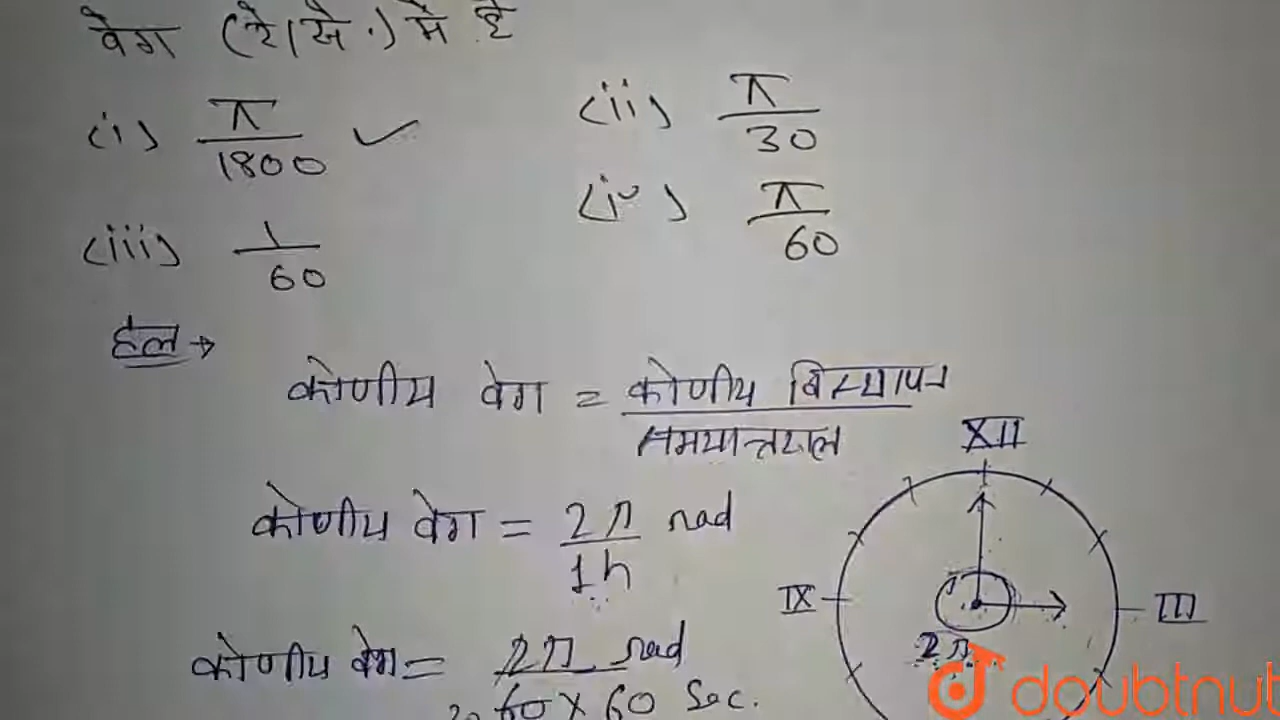 वेग (रे/से.) में है
(i) π/1800 ✓ (ii) π/30
(iii) 1/60 (iv) π/60
हल →
कोणीय वेग = कोणीय विस्थापन / समयान्तराल
XII
कोणीय वेग = 2π rad / 1h
IX III
2π
कोणीय वेग = 2π rad / 60 × 60 Sec.
30
doubtnut